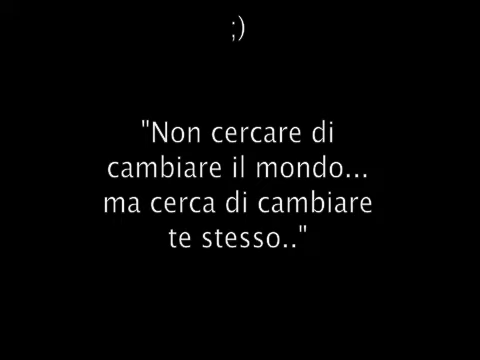 ;)
"Non cercare di
cambiare il mondo...
ma cerca di cambiare
te stesso.."